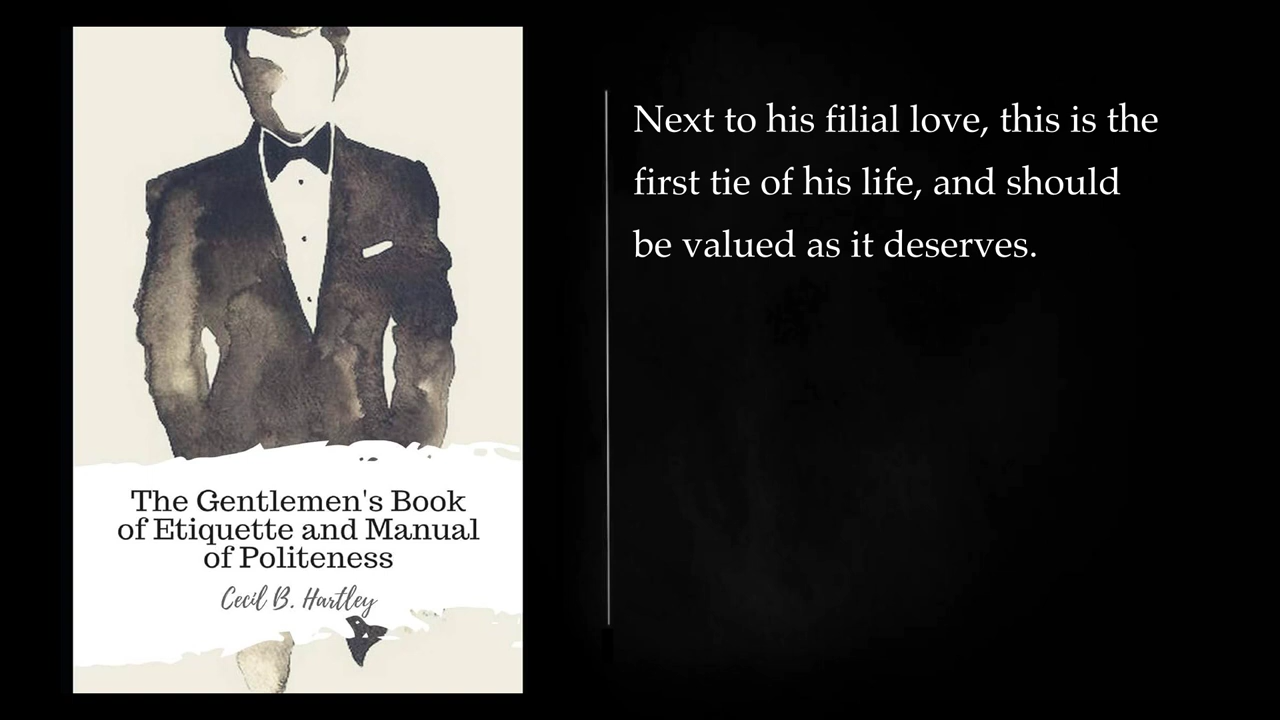 The Gentlemen's Book
of Etiquette and Manual
of Politeness
Cecil B. Hartley
Next to his filial love, this is the
first tie of his life, and should
be valued as it deserves.